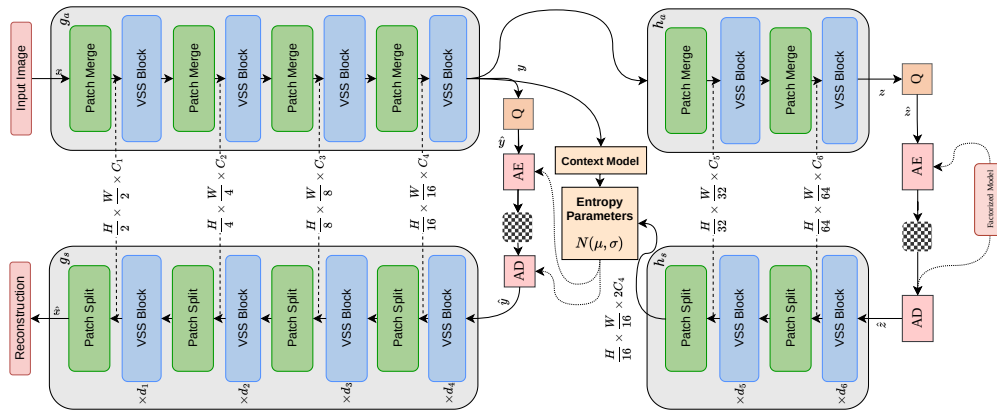 Input Image
x
g_a
Patch Merge
VSS Block
Patch Merge
VSS Block
Patch Merge
VSS Block
Patch Merge
VSS Block
y
H/2 × W/2 × C_1
H/4 × W/4 × C_2
H/8 × W/8 × C_3
H/16 × W/16 × C_4
Reconstruction
x̂
g_s
Patch Split
VSS Block
×d_1
Patch Split
VSS Block
×d_2
Patch Split
VSS Block
×d_3
Patch Split
VSS Block
×d_4
Q
ŷ
AE
AD
ŷ
Context Model
Entropy
Parameters
N(μ, σ)
H/16 × W/16 × 2C_4
h_a
Patch Merge
VSS Block
Patch Merge
VSS Block
z
H/32 × W/32 × C_5
H/64 × W/64 × C_6
h_s
Patch Split
VSS Block
×d_5
Patch Split
VSS Block
×d_6
Q
ẑ
AE
AD
ẑ
Factorized Model